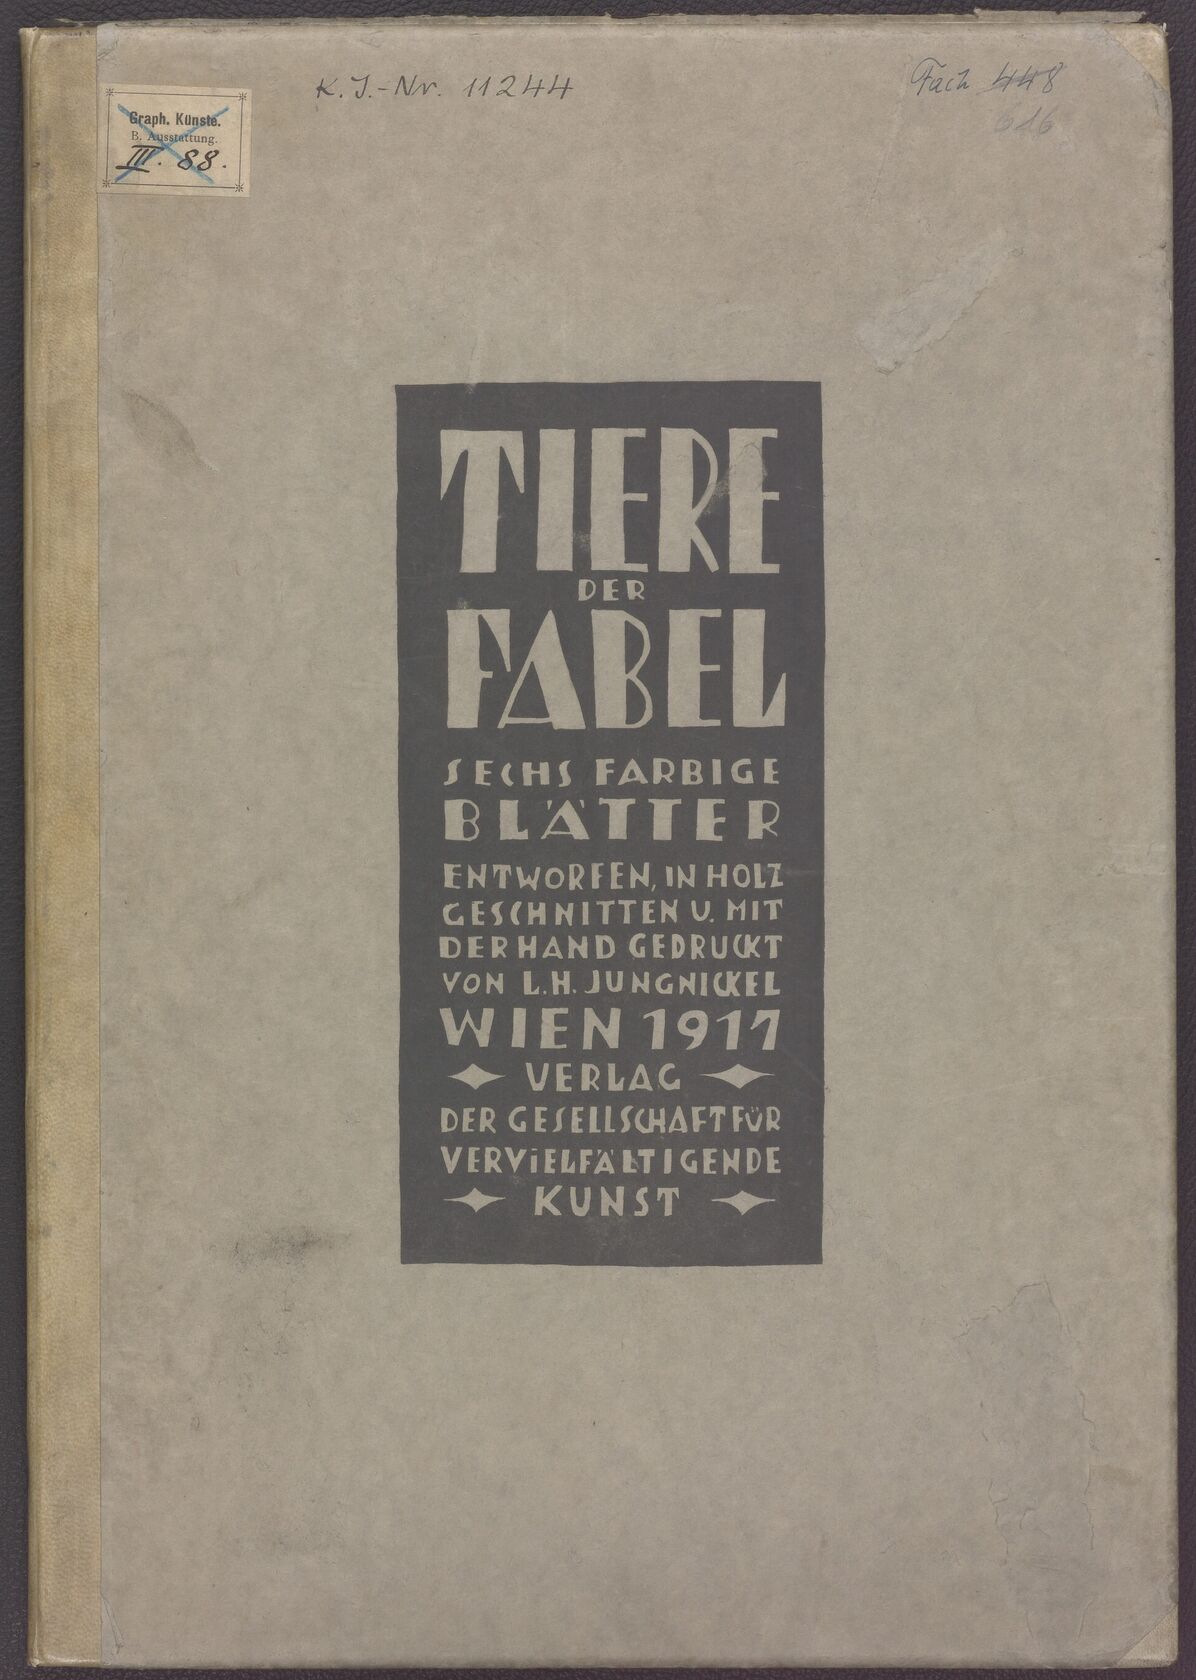 K. I.-Nr. 11244
Fach 448
616
Graph. Künste.
B. Ausstattung.
III. 88.
TIERE
DER
FABEL
SECHS FARBIGE
BLÄTTER
ENTWORFEN, IN HOLZ
GESCHNITTEN U. MIT
DER HAND GEDRUCKT
VON L.H. JUNGNICKEL
WIEN 1917
VERLAG
DER GESELLSCHAFT FÜR
VERVIELFÄLTIGENDE
KUNST